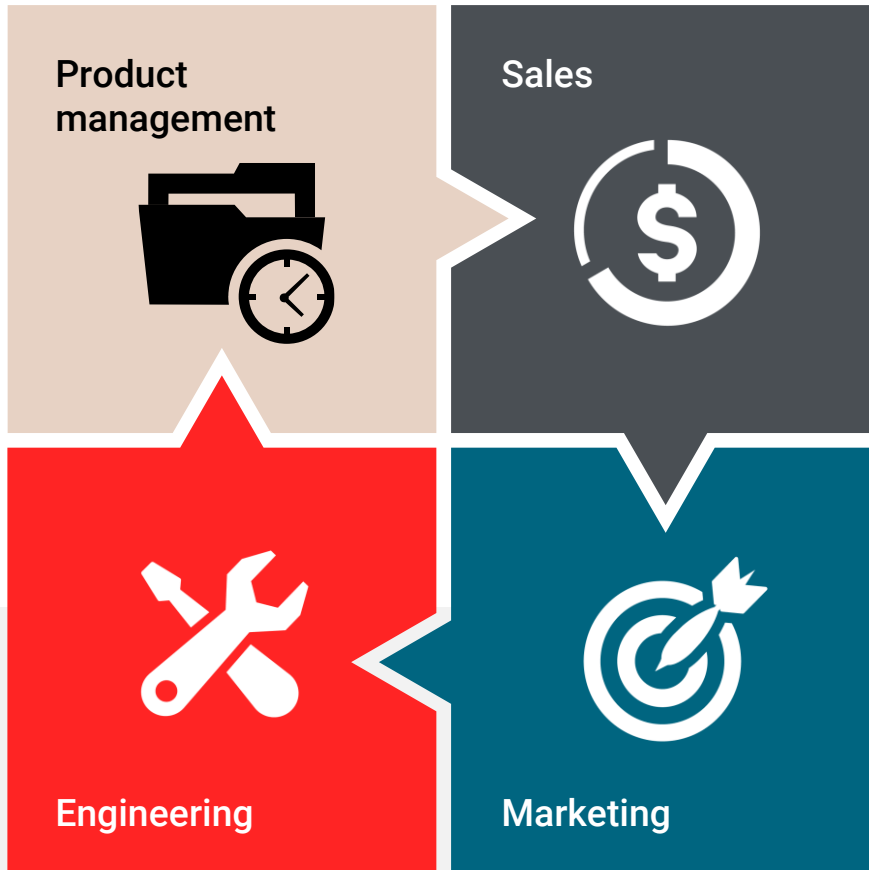 Product
management
Sales
$
Engineering
Marketing